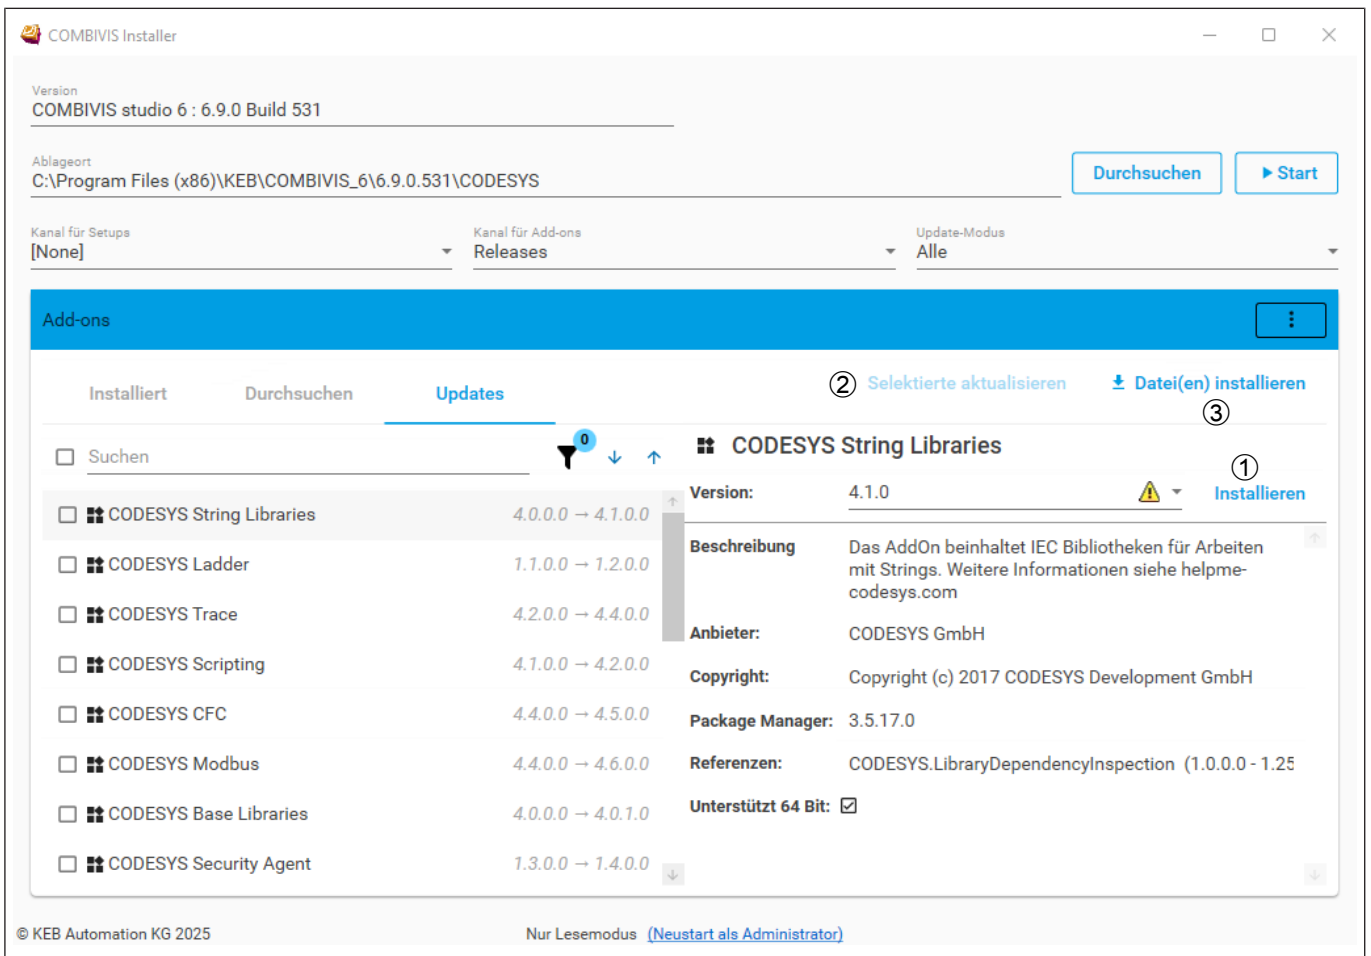 COMBIVIS Installer
Version
COMBIVIS studio 6 : 6.9.0 Build 531
Ablageort
C:\Program Files (x86)\KEB\COMBIVIS_6\6.9.0.531\CODESYS
Durchsuchen
Start
Kanal für Setups
[None]
Kanal für Add-ons
Releases
Update-Modus
Alle
Add-ons
Installiert
Durchsuchen
Updates
② Selektierte aktualisieren
Datei(en) installieren
③
Suchen
0
CODESYS String Libraries 4.0.0.0 → 4.1.0.0
CODESYS Ladder 1.1.0.0 → 1.2.0.0
CODESYS Trace 4.2.0.0 → 4.4.0.0
CODESYS Scripting 4.1.0.0 → 4.2.0.0
CODESYS CFC 4.4.0.0 → 4.5.0.0
CODESYS Modbus 4.4.0.0 → 4.6.0.0
CODESYS Base Libraries 4.0.0.0 → 4.0.1.0
CODESYS Security Agent 1.3.0.0 → 1.4.0.0
CODESYS String Libraries
①
Version: 4.1.0
Installieren
Beschreibung Das AddOn beinhaltet IEC Bibliotheken für Arbeiten
mit Strings. Weitere Informationen siehe helpme-
codesys.com
Anbieter: CODESYS GmbH
Copyright: Copyright (c) 2017 CODESYS Development GmbH
Package Manager: 3.5.17.0
Referenzen: CODESYS.LibraryDependencyInspection (1.0.0.0 - 1.25
Unterstützt 64 Bit:
© KEB Automation KG 2025
Nur Lesemodus (Neustart als Administrator)